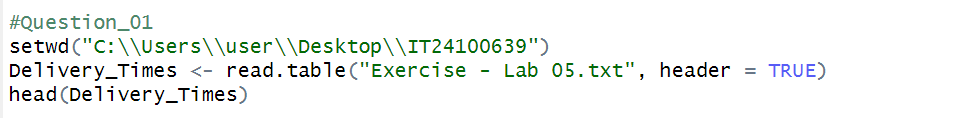 #Question_01
setwd("C:\\Users\\user\\Desktop\\IT24100639")
Delivery_Times <- read.table("Exercise - Lab 05.txt", header = TRUE)
head(Delivery_Times)